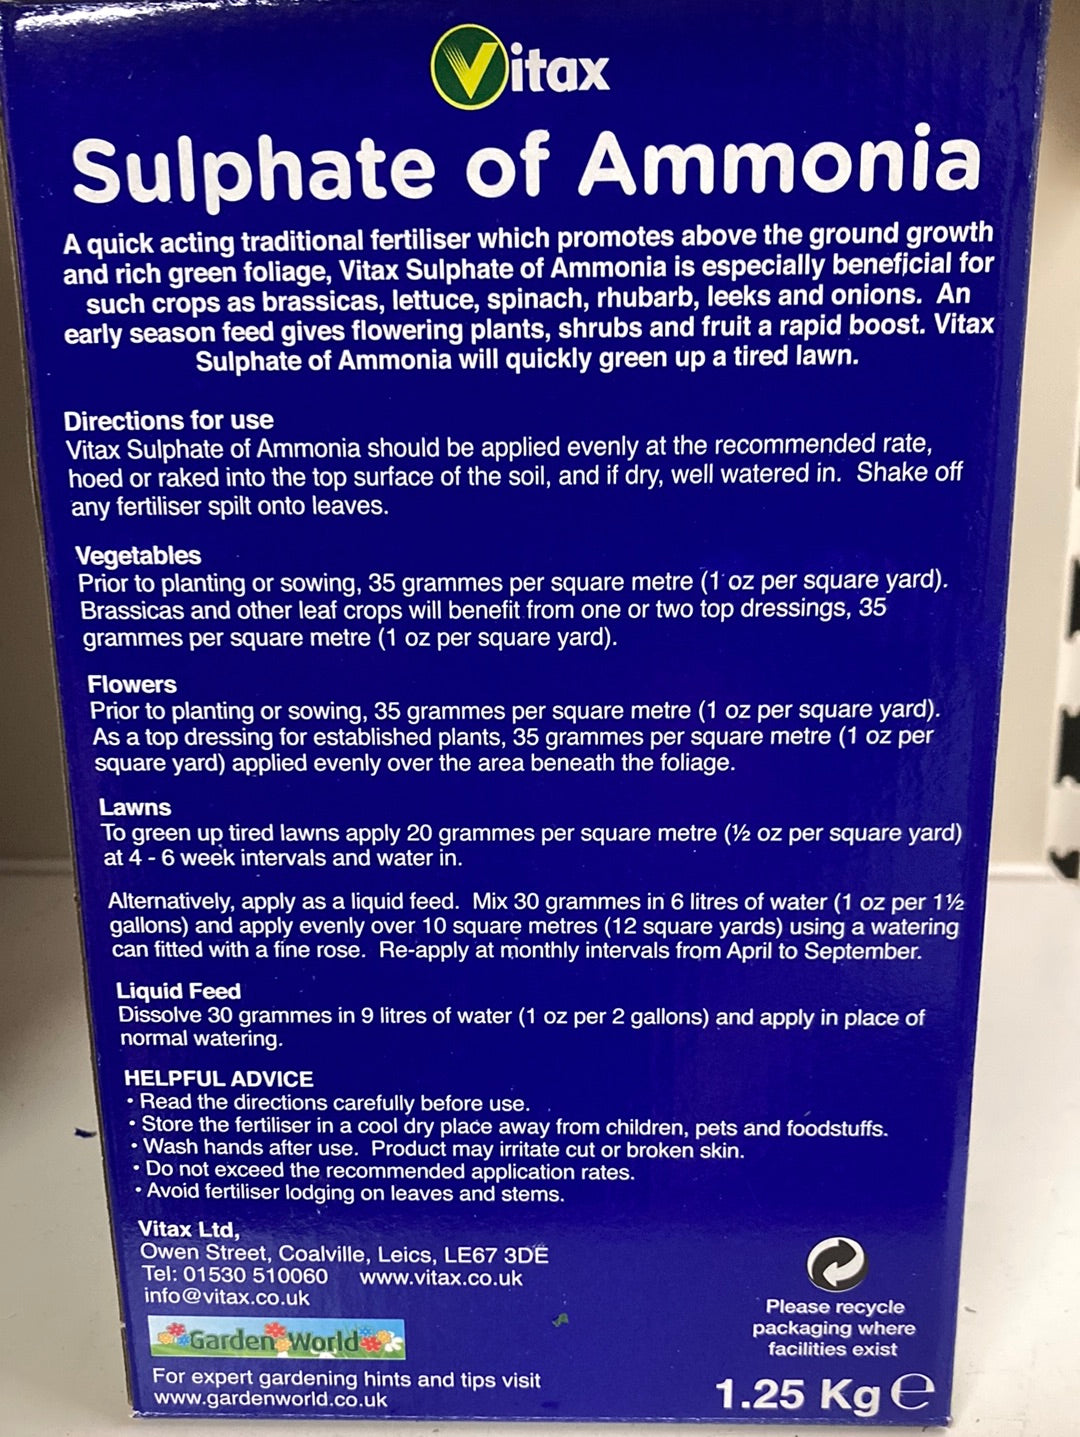 Vitax
Sulphate of Ammonia
A quick acting traditional fertiliser which promotes above the ground growth
and rich green foliage, Vitax Sulphate of Ammonia is especially beneficial for
such crops as brassicas, lettuce, spinach, rhubarb, leeks and onions. An
early season feed gives flowering plants, shrubs and fruit a rapid boost. Vitax
Sulphate of Ammonia will quickly green up a tired lawn.
Directions for use
Vitax Sulphate of Ammonia should be applied evenly at the recommended rate,
hoed or raked into the top surface of the soil, and if dry, well watered in. Shake off
any fertiliser spilt onto leaves.
Vegetables
Prior to planting or sowing, 35 grammes per square metre (1 oz per square yard).
Brassicas and other leaf crops will benefit from one or two top dressings, 35
grammes per square metre (1 oz per square yard).
Flowers
Prior to planting or sowing, 35 grammes per square metre (1 oz per square yard).
As a top dressing for established plants, 35 grammes per square metre (1 oz per
square yard) applied evenly over the area beneath the foliage.
Lawns
To green up tired lawns apply 20 grammes per square metre (½ oz per square yard)
at 4 - 6 week intervals and water in.
Alternatively, apply as a liquid feed. Mix 30 grammes in 6 litres of water (1 oz per 1½
gallons) and apply evenly over 10 square metres (12 square yards) using a watering
can fitted with a fine rose. Re-apply at monthly intervals from April to September.
Liquid Feed
Dissolve 30 grammes in 9 litres of water (1 oz per 2 gallons) and apply in place of
normal watering.
HELPFUL ADVICE
• Read the directions carefully before use.
• Store the fertiliser in a cool dry place away from children, pets and foodstuffs.
• Wash hands after use. Product may irritate cut or broken skin.
• Do not exceed the recommended application rates.
• Avoid fertiliser lodging on leaves and stems.
Vitax Ltd,
Owen Street, Coalville, Leics, LE67 3DE
Tel: 01530 510060 www.vitax.co.uk
info@vitax.co.uk
Garden World
For expert gardening hints and tips visit
www.gardenworld.co.uk
Please recycle
packaging where
facilities exist
1.25 Kg ℮